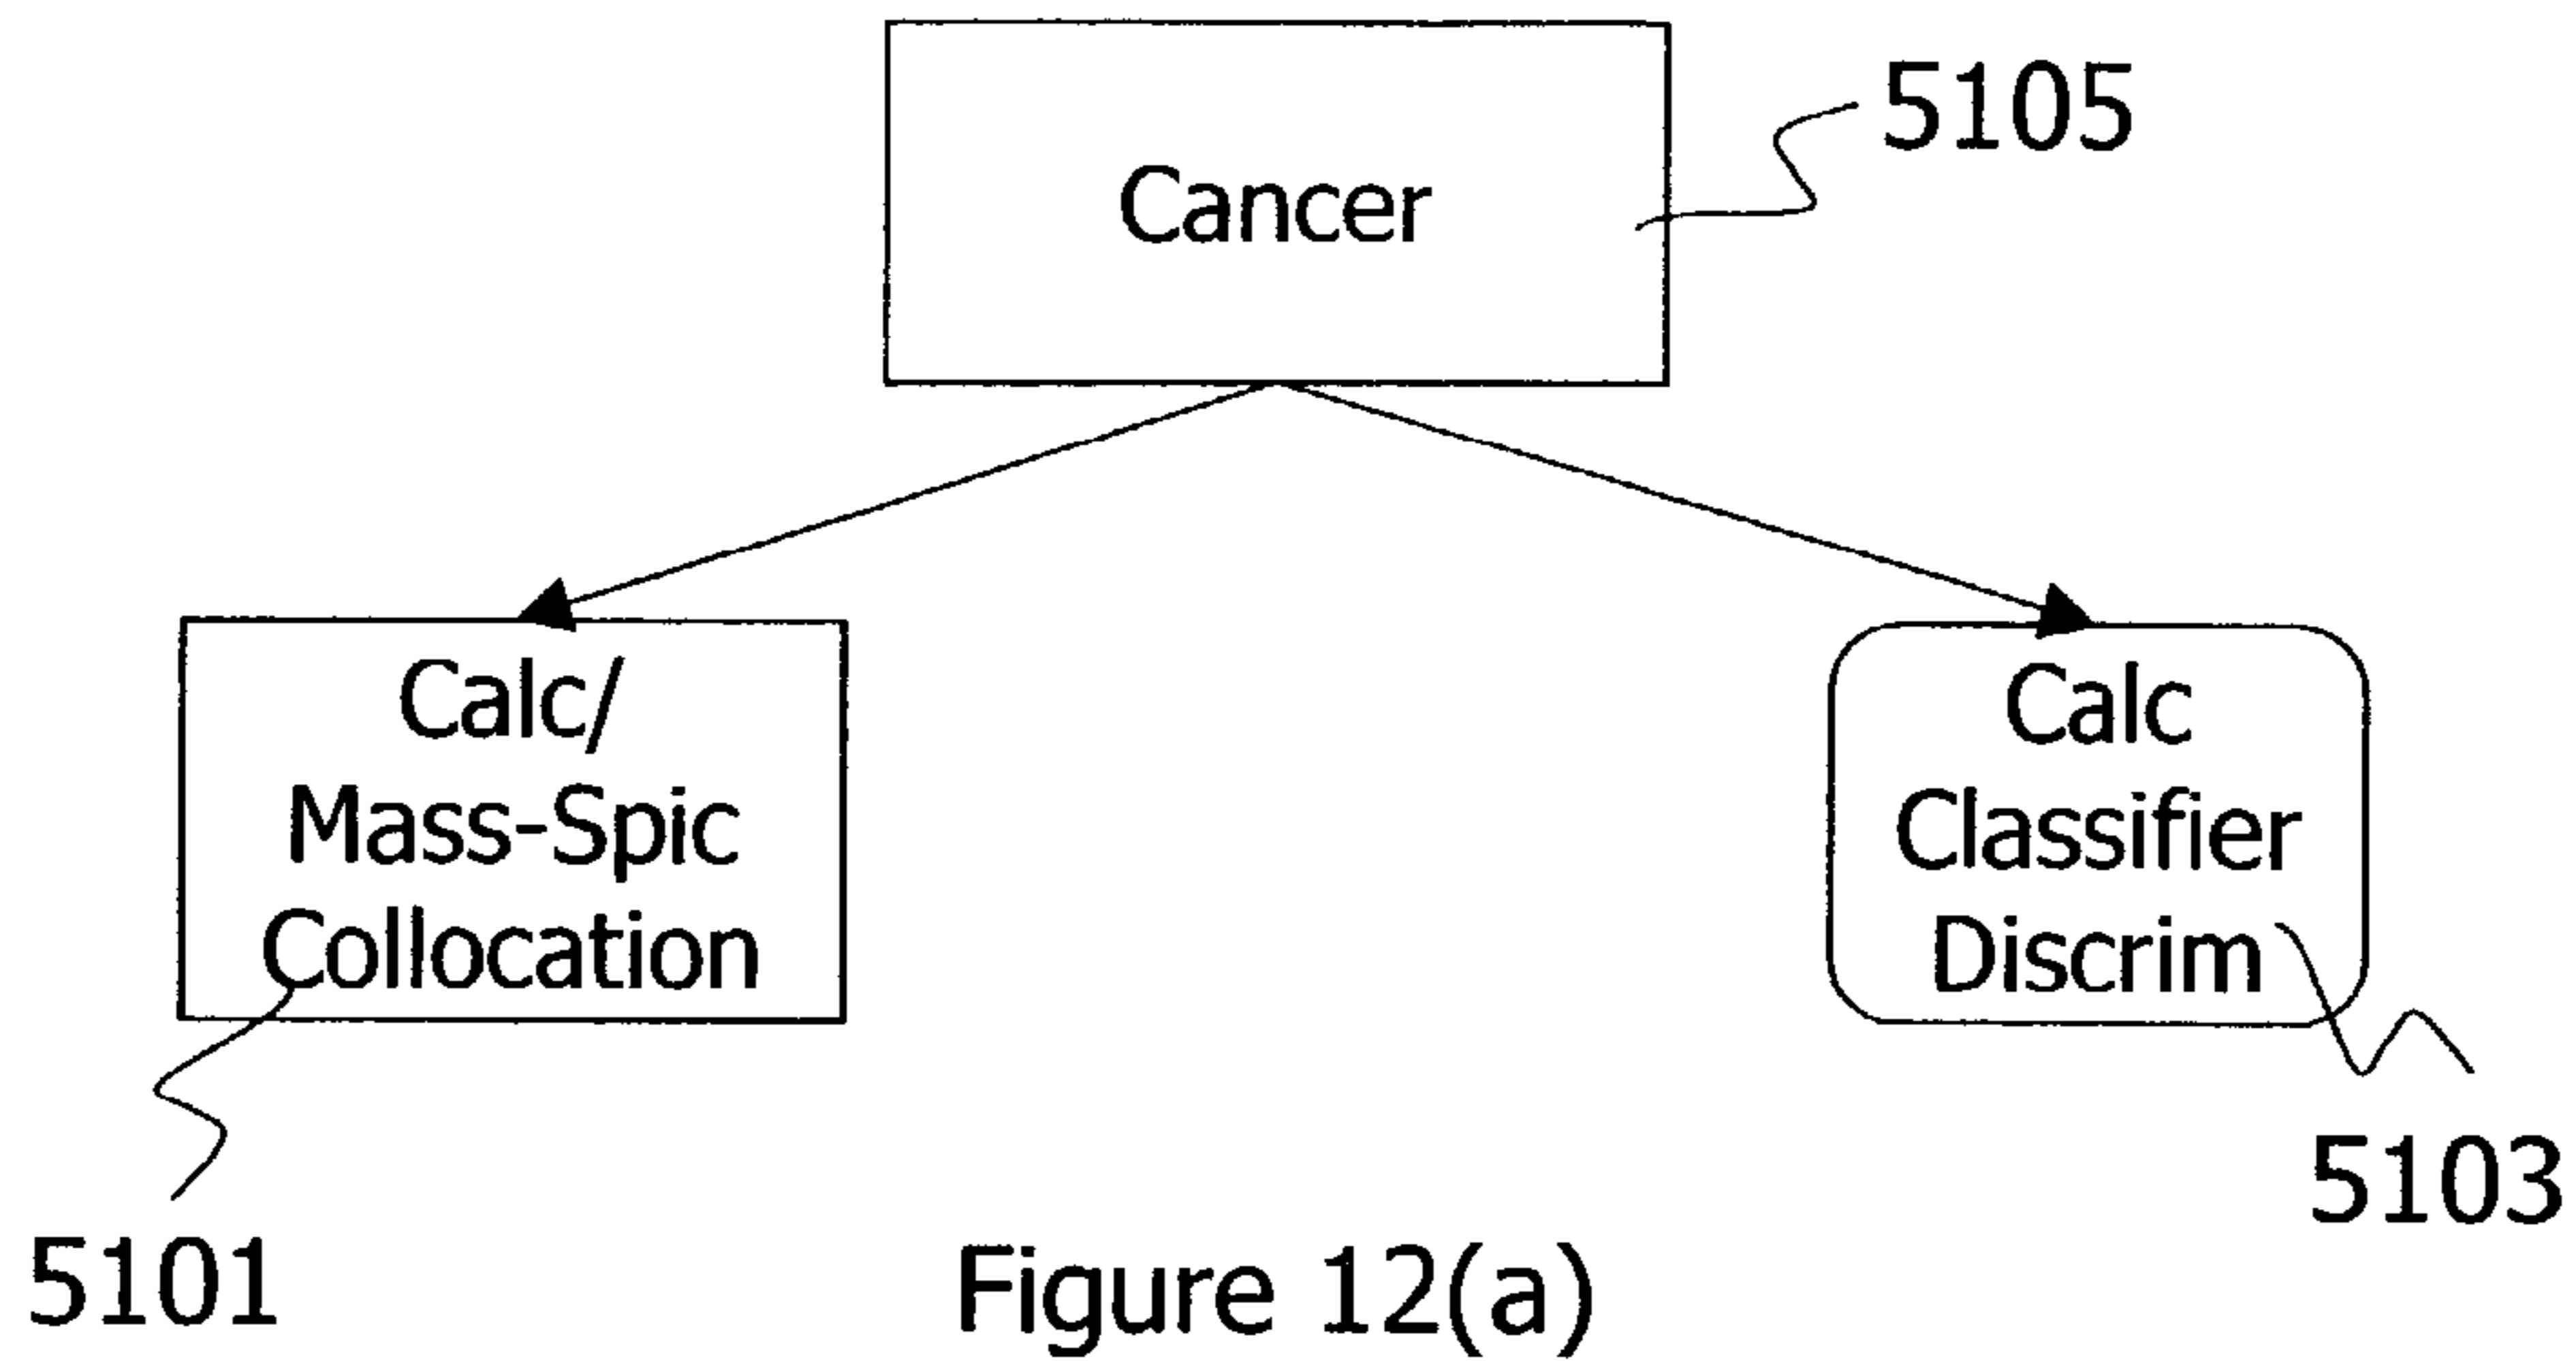 5105
Cancer
Calc/
Mass-Spic
Collocation
Calc
Classifier
Discrim
5101
5103
Figure 12(a)